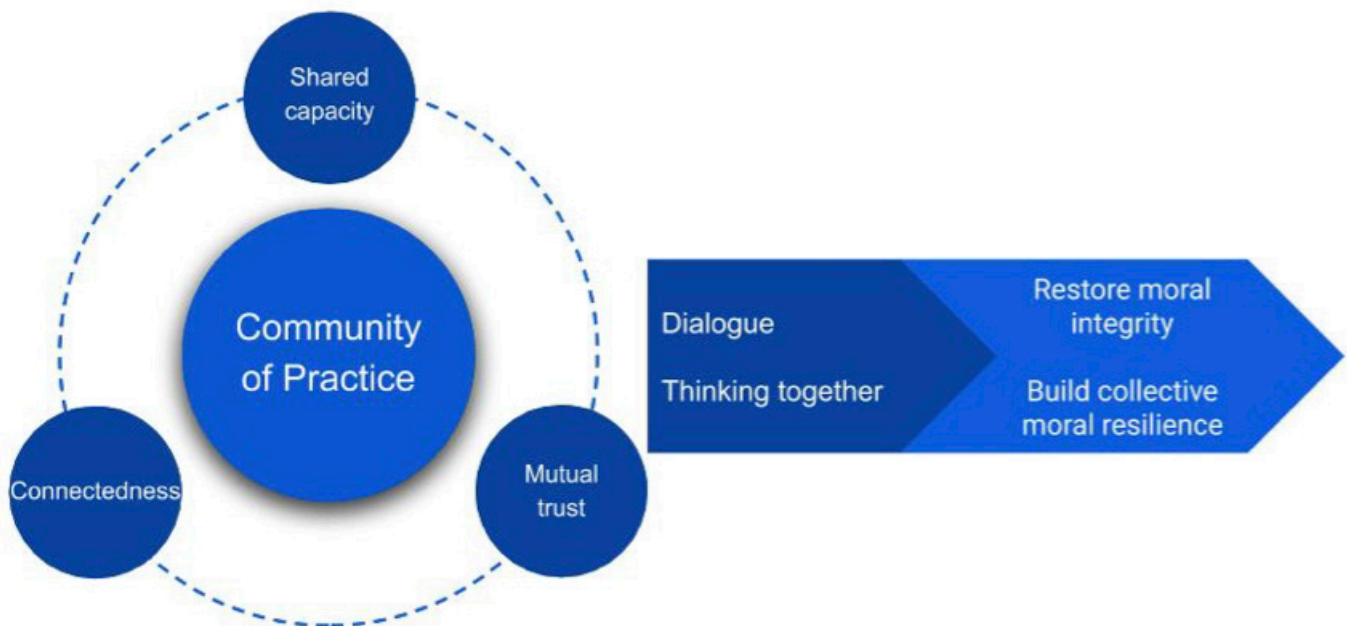 Shared
capacity
Community
of Practice
Connectedness
Mutual
trust
Dialogue
Thinking together
Restore moral
integrity
Build collective
moral resilience